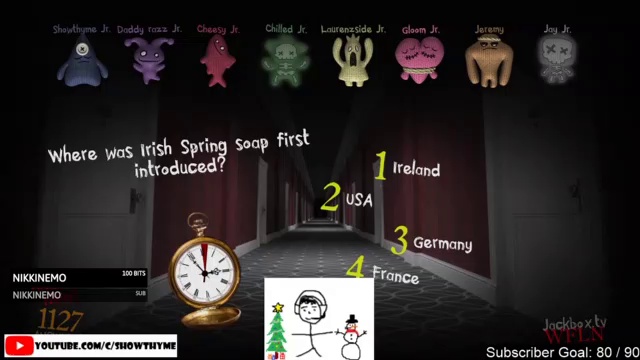 Showthyme Jr.
Daddy razz Jr.
Cheesy Jr.
Chilled Jr.
Laurenzside Jr.
Gloom Jr.
Jeremy
Jay Jr.
Where was Irish Spring soap first
introduced?
1 Ireland
2 USA
3 Germany
4 France
NIKKINEMO
100 BITS
NIKKINEMO
SUB
1127
YOUTUBE.COM/C/SHOWTHYME
Jackbox.tv
Subscriber Goal: 80 / 90